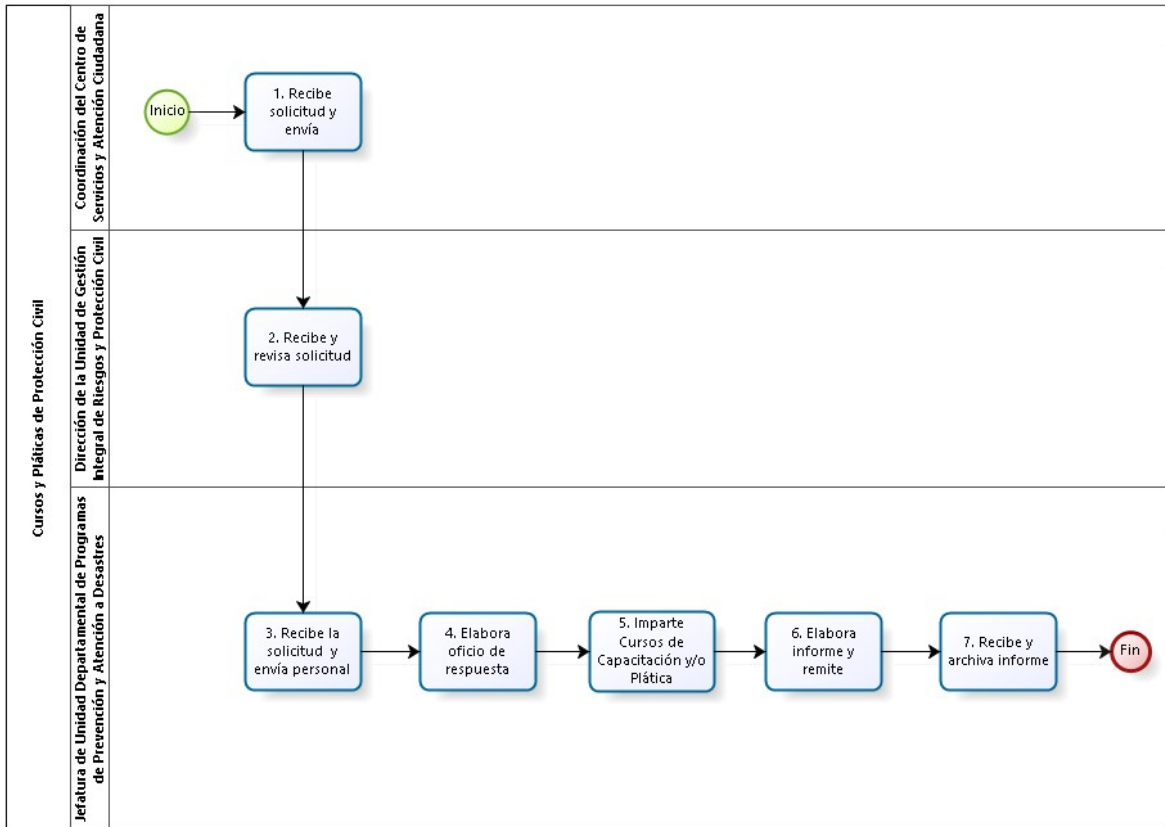 Cursos y Pláticas de Protección Civil
Coordinación del Centro de
Servicios y Atención Ciudadana
Inicio
1. Recibe
solicitud y
envía
Dirección de la Unidad de Gestión
Integral de Riesgos y Protección Civil
2. Recibe y
revisa solicitud
Jefatura de Unidad Departamental de Programas
de Prevención y Atención a Desastres
3. Recibe la
solicitud y
envía personal
4. Elabora
oficio de
respuesta
5. Imparte
Cursos de
Capacitación y/o
Plática
6. Elabora
informe y
remite
7. Recibe y
archiva informe
Fin